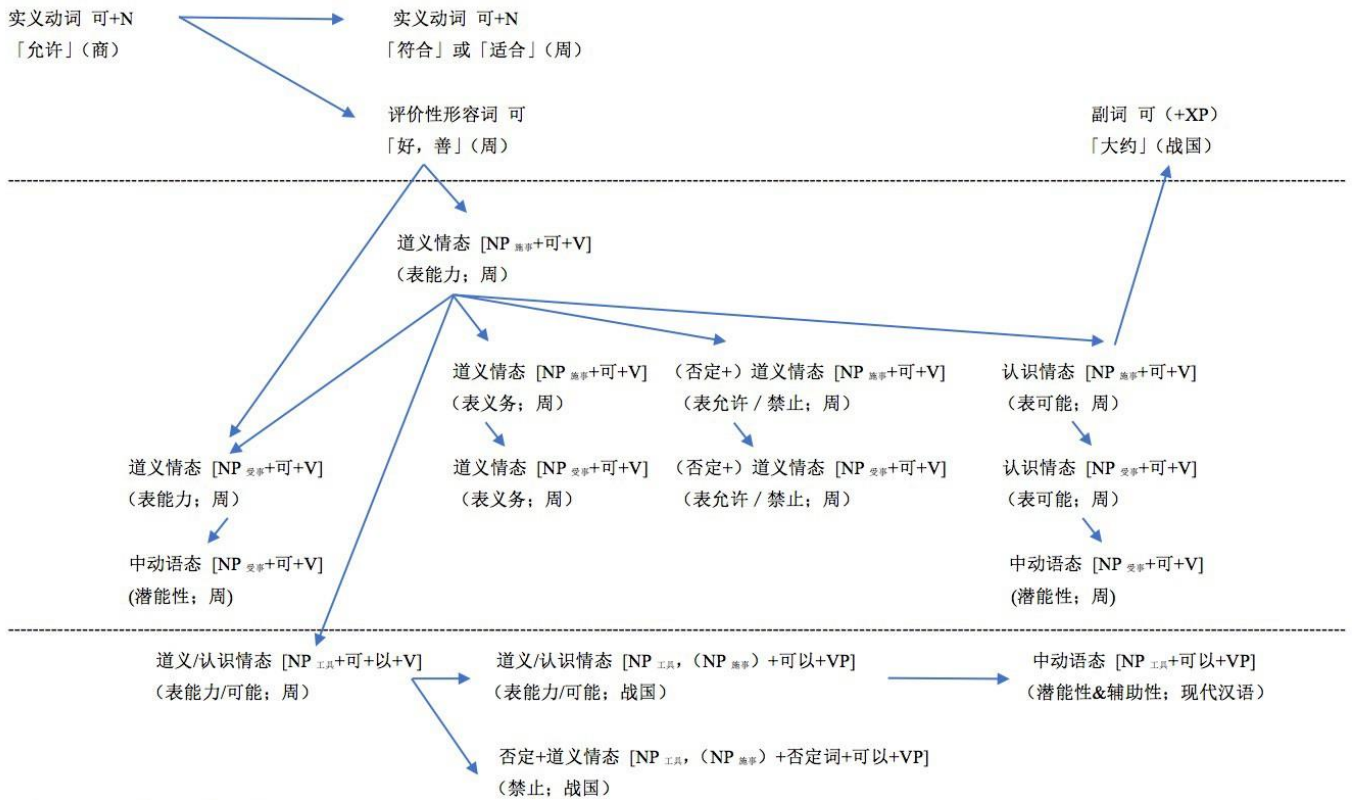 实义动词 可+N
「允许」（商）
实义动词 可+N
「符合」或「适合」（周）
评价性形容词 可
「好，善」（周）
副词 可（+XP）
「大约」（战国）
道义情态 [NP 施事+可+V]
（表能力；周）
道义情态 [NP 施事+可+V]
（表义务；周）
（否定+）道义情态 [NP 施事+可+V]
（表允许 / 禁止；周）
认识情态 [NP 施事+可+V]
（表可能；周）
道义情态 [NP 受事+可+V]
（表能力；周）
道义情态 [NP 受事+可+V]
（表义务；周）
（否定+）道义情态 [NP 受事+可+V]
（表允许 / 禁止；周）
认识情态 [NP 受事+可+V]
（表可能；周）
中动语态 [NP 受事+可+V]
(潜能性；周)
中动语态 [NP 受事+可+V]
(潜能性；周)
道义/认识情态 [NP 工具+可+以+V]
（表能力/可能；周）
道义/认识情态 [NP 工具，（NP 施事）+可以+VP]
（表能力/可能；战国）
中动语态 [NP 工具+可以+VP]
（潜能性&辅助性；现代汉语）
否定+道义情态 [NP 工具，（NP 施事）+否定词+可以+VP]
（禁止；战国）